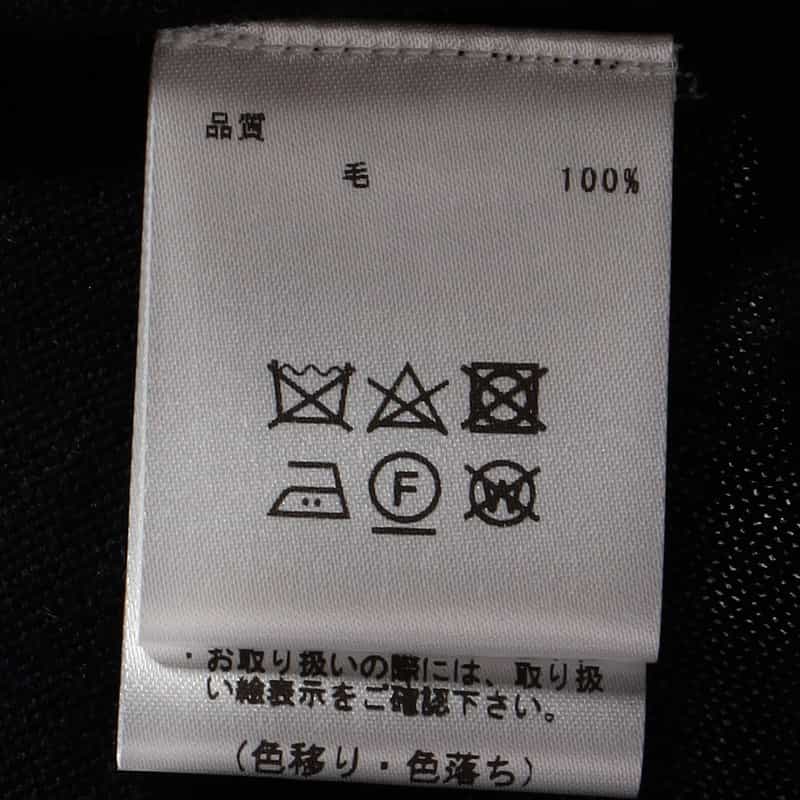 品質
毛 100%
F
W
・お取り扱いの際には、取り扱
い絵表示をご確認下さい。
(色移り・色落ち)